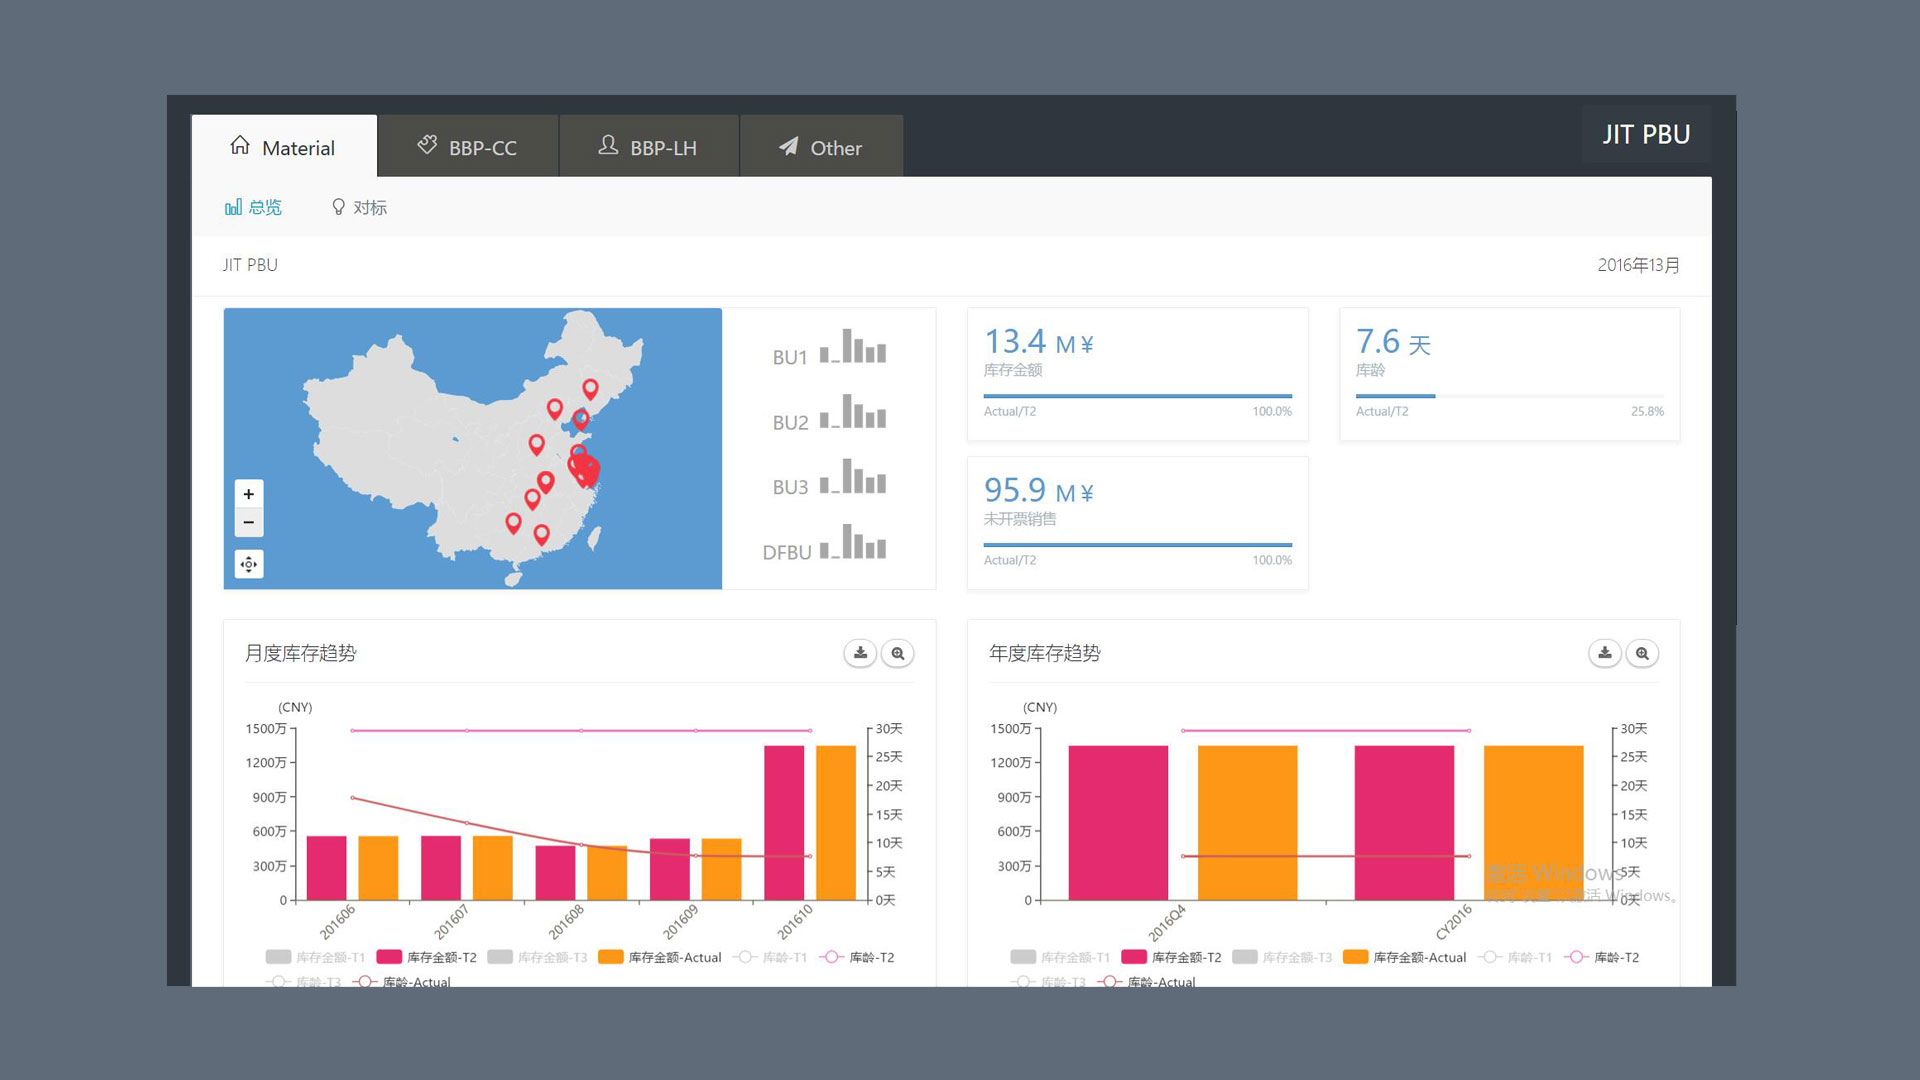 Material
BBP-CC
BBP-LH
Other
JIT PBU
总览
对标
JIT PBU
2016年13月
BU1
BU2
BU3
DFBU
13.4 M ¥
库存金额
Actual/T2 100.0%
7.6 天
库龄
Actual/T2 25.8%
95.9 M ¥
未开票销售
Actual/T2 100.0%
月度库存趋势
(CNY)
1500万
1200万
900万
600万
300万
0
30天
25天
20天
15天
10天
5天
0天
201606
201607
201608
201609
201610
库存金额-T1 库存金额-T2 库存金额-T3 库存金额-Actual 库龄-T1 库龄-T2
库龄-T3 库龄-Actual
年度库存趋势
(CNY)
1500万
1200万
900万
600万
300万
0
30天
25天
20天
15天
10天
5天
0天
2016Q4
CY2016
激活 Windows
激活 Windows。
库存金额-T1 库存金额-T2 库存金额-T3 库存金额-Actual 库龄-T1 库龄-T2
库龄-T3 库龄-Actual